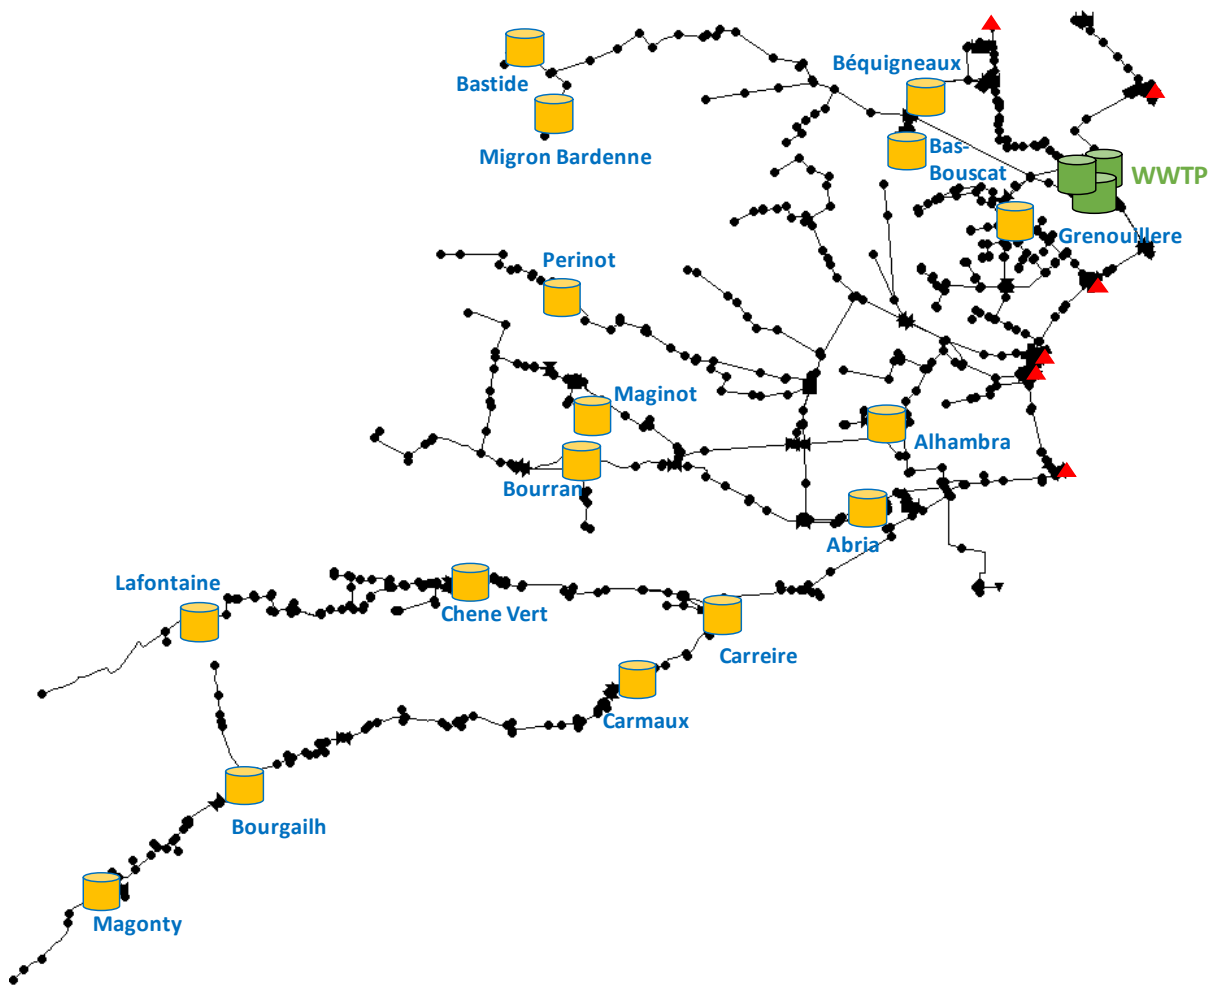 Béquigneaux
Bastide
Migron Bardenne
Bas-
Bouscat
WWTP
Grenouillere
Perinot
Maginot
Alhambra
Bourran
Abria
Lafontaine
Chene Vert
Carreire
Carmaux
Bourgailh
Magonty